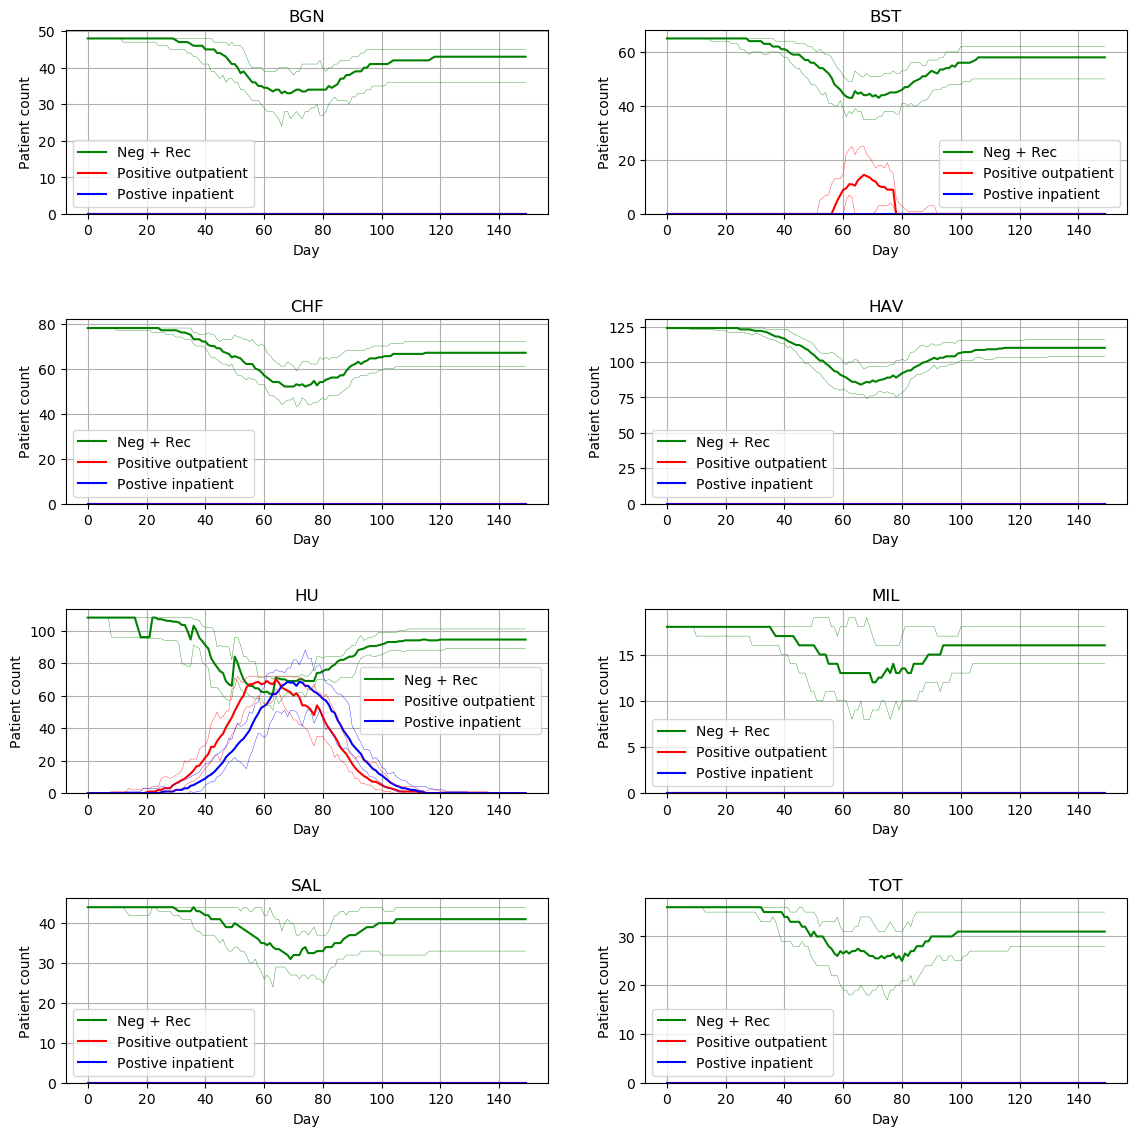 BGN
50
40
30
20
10
0
Patient count
Neg + Rec
Positive outpatient
Postive inpatient
0 20 40 60 80 100 120 140
Day
BST
60
40
20
0
Patient count
Neg + Rec
Positive outpatient
Postive inpatient
0 20 40 60 80 100 120 140
Day
CHF
80
60
40
20
0
Patient count
Neg + Rec
Positive outpatient
Postive inpatient
0 20 40 60 80 100 120 140
Day
HAV
125
100
75
50
25
0
Patient count
Neg + Rec
Positive outpatient
Postive inpatient
0 20 40 60 80 100 120 140
Day
HU
100
80
60
40
20
0
Patient count
Neg + Rec
Positive outpatient
Postive inpatient
0 20 40 60 80 100 120 140
Day
MIL
15
10
5
0
Patient count
Neg + Rec
Positive outpatient
Postive inpatient
0 20 40 60 80 100 120 140
Day
SAL
40
30
20
10
0
Patient count
Neg + Rec
Positive outpatient
Postive inpatient
0 20 40 60 80 100 120 140
Day
TOT
30
20
10
0
Patient count
Neg + Rec
Positive outpatient
Postive inpatient
0 20 40 60 80 100 120 140
Day